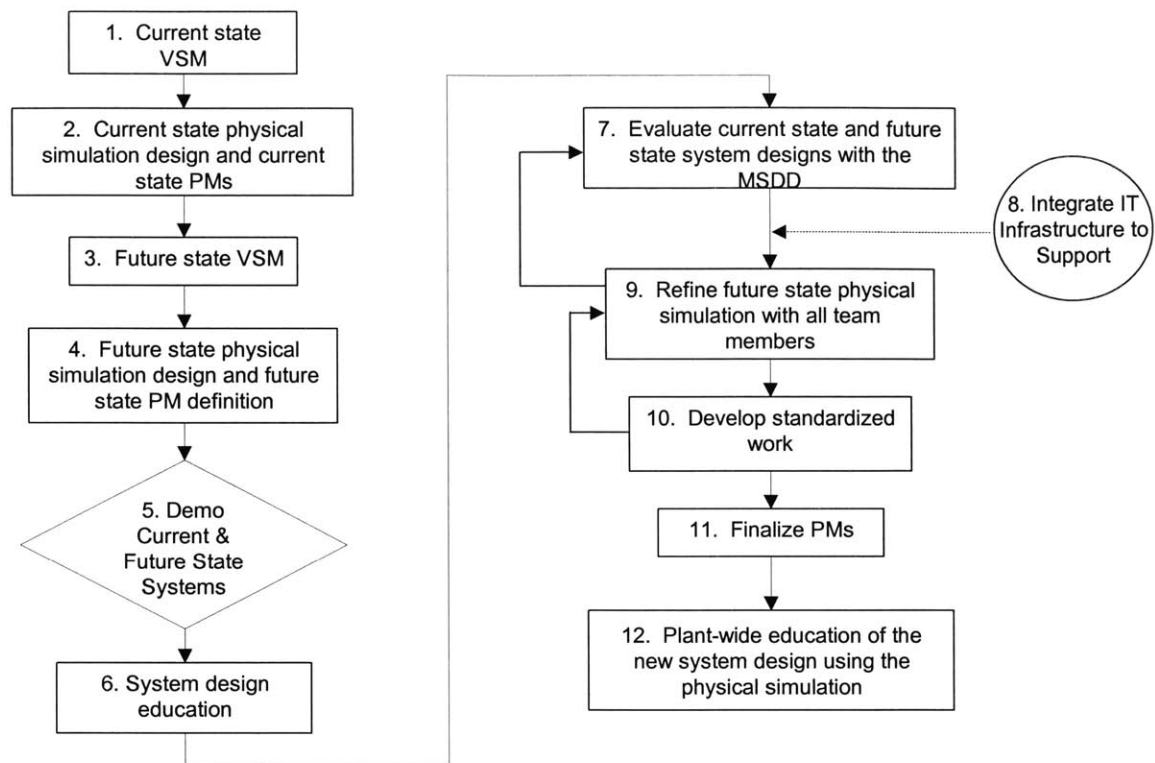 1. Current state
VSM
2. Current state physical
simulation design and current
state PMs
3. Future state VSM
4. Future state physical
simulation design and future
state PM definition
5. Demo
Current &
Future State
Systems
6. System design
education
7. Evaluate current state and future
state system designs with the
MSDD
8. Integrate IT
Infrastructure to
Support
9. Refine future state physical
simulation with all team
members
10. Develop standardized
work
11. Finalize PMs
12. Plant-wide education of the
new system design using the
physical simulation